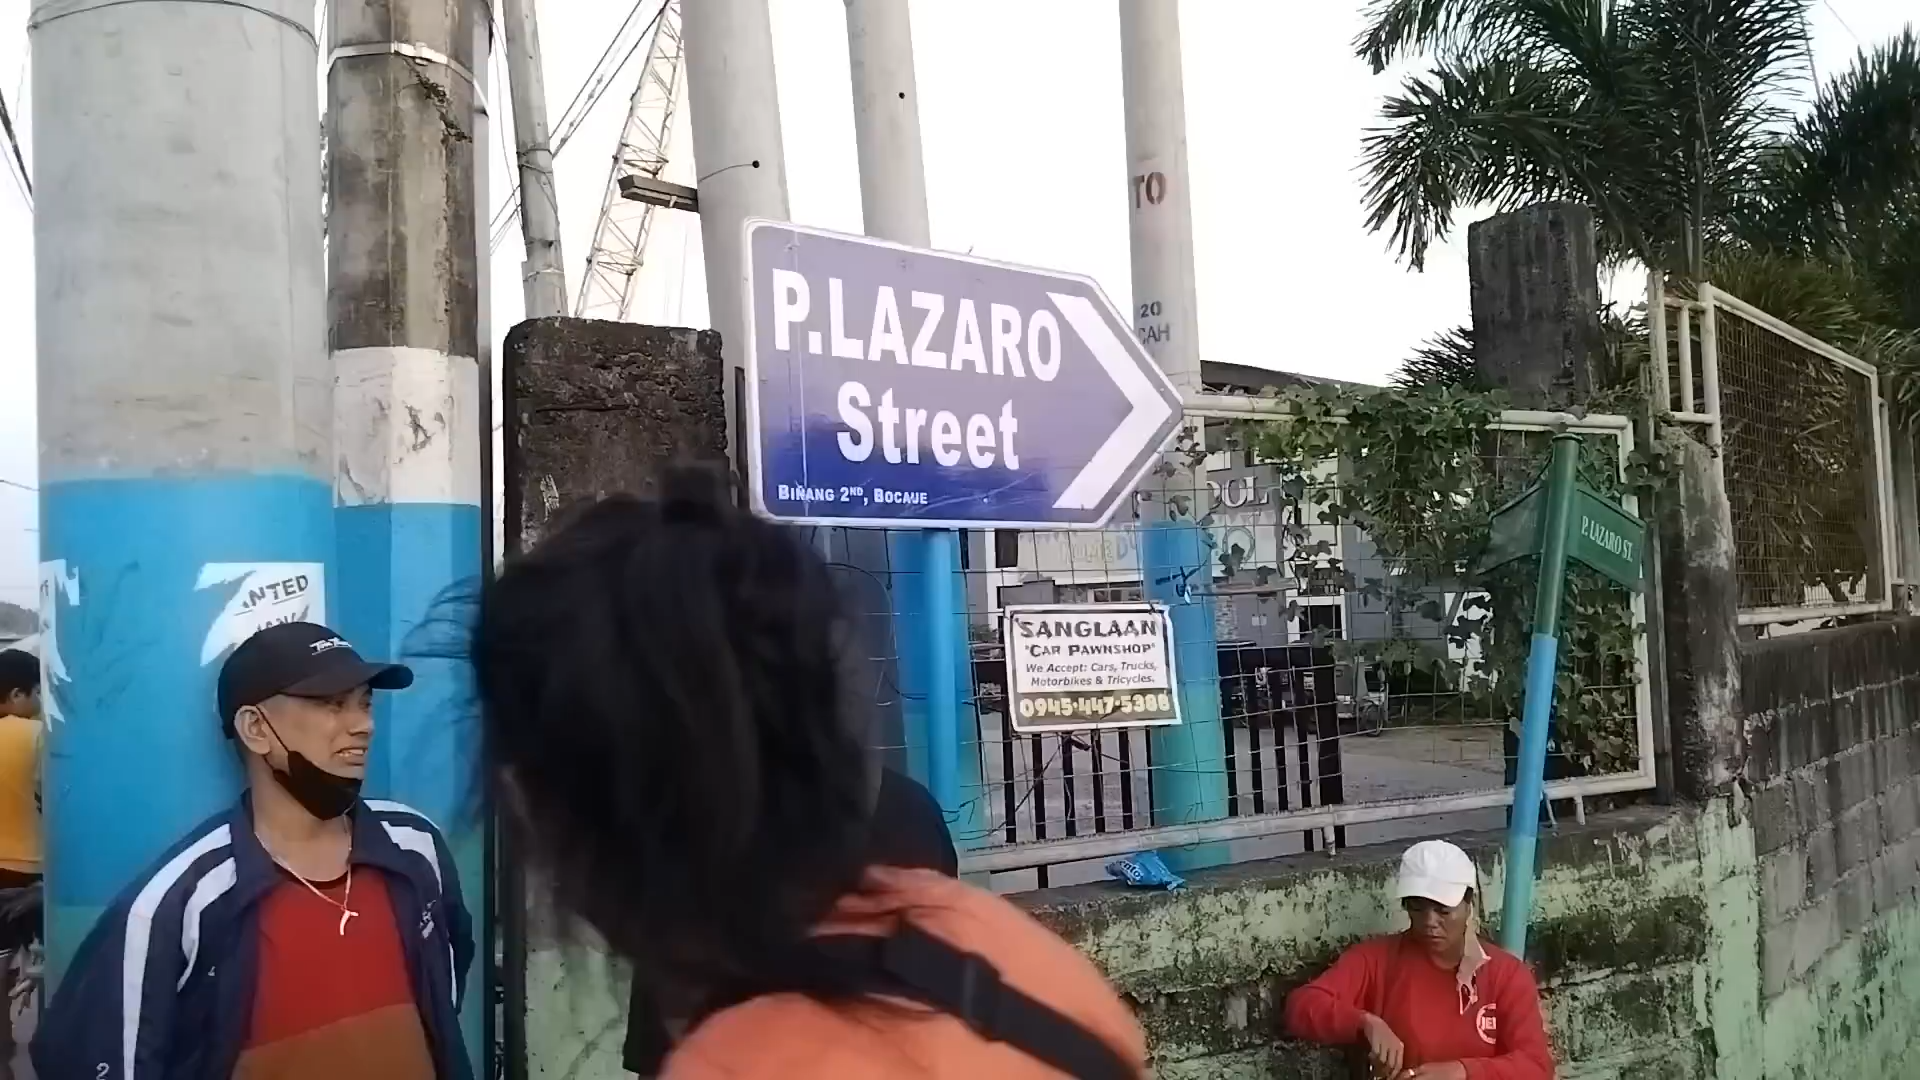 TO
20
CAH
P.LAZARO
Street
BIÑANG 2ND, BOCAUE
P. LAZARO ST.
SANGLAAN
"CAR PAWNSHOP"
We Accept: Cars, Trucks,
Motorbikes & Tricycles.
0945-447-5386